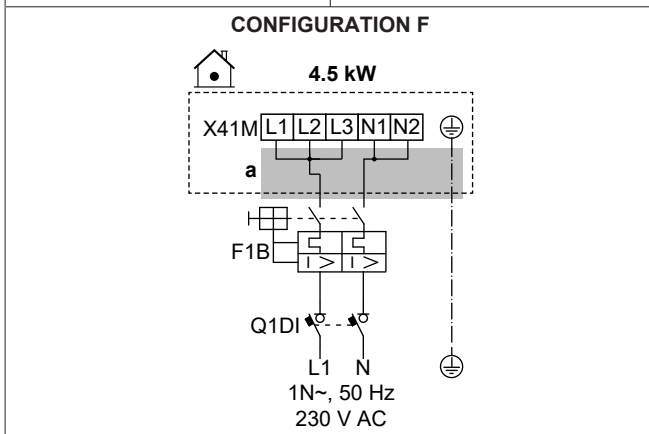 CONFIGURATION F
4.5 kW
X41M L1 L2 L3 N1 N2
a
F1B
I > I >
Q1DI
L1 N
1N~, 50 Hz
230 V AC